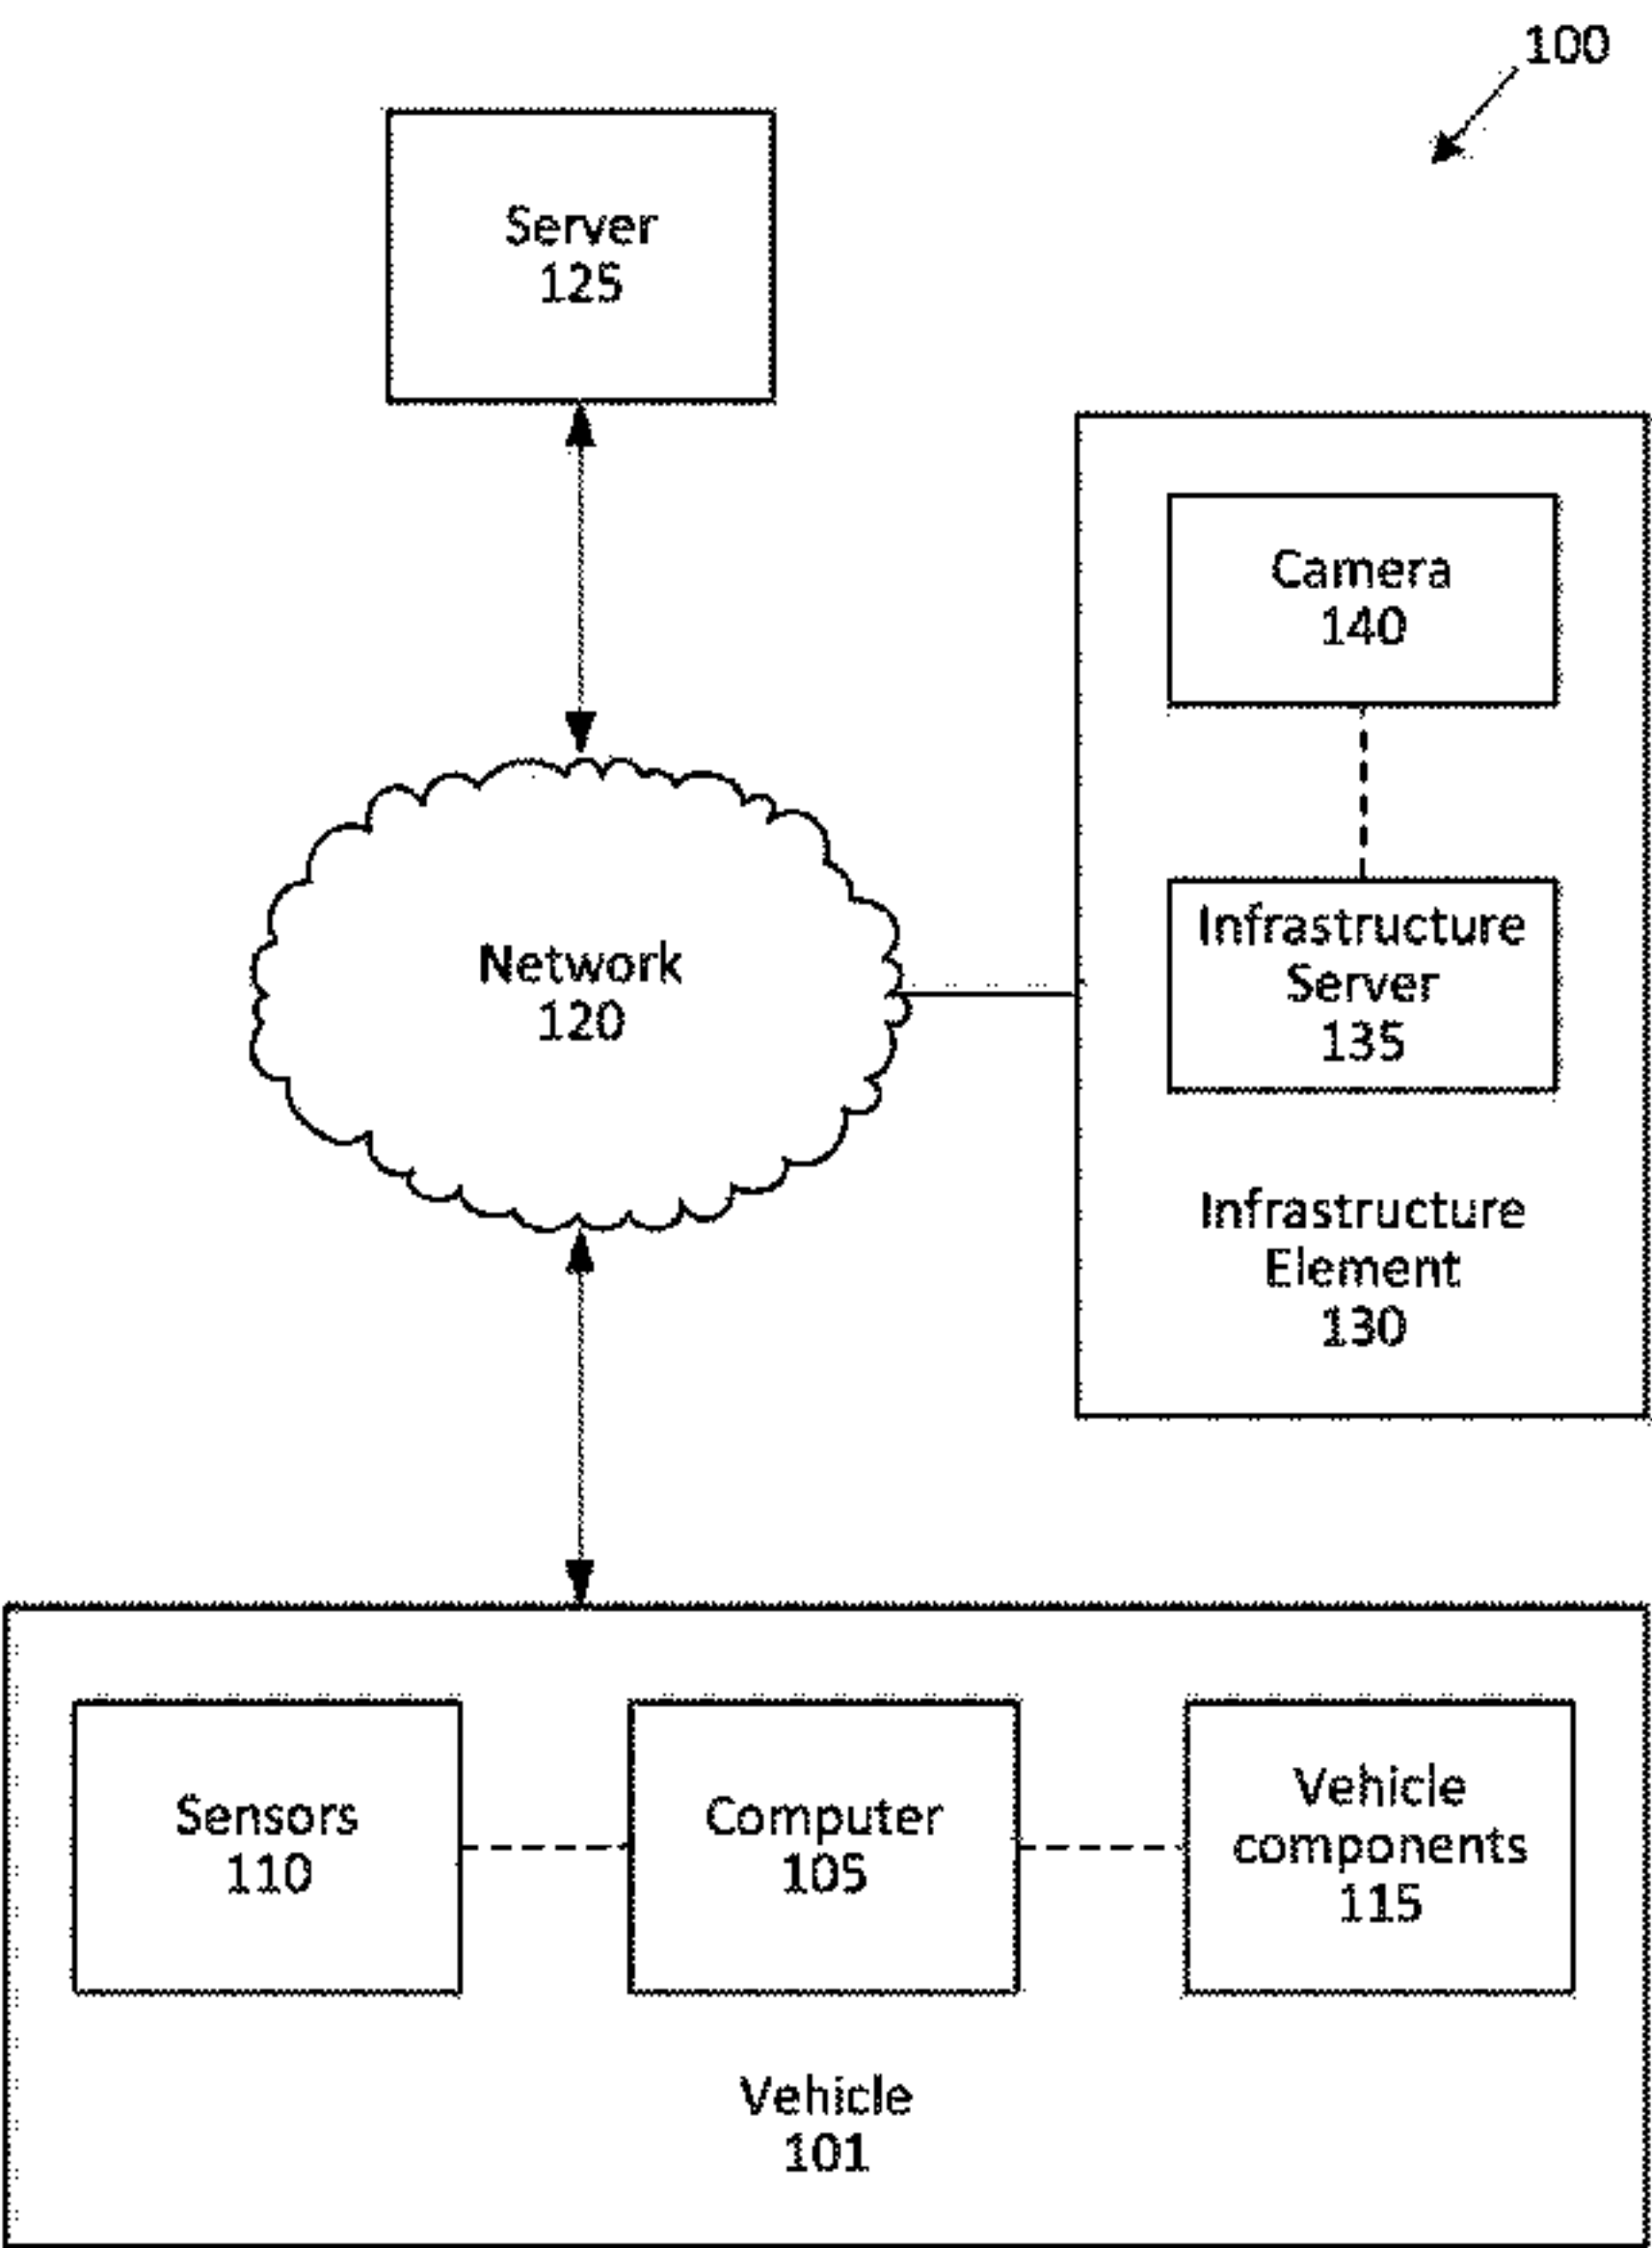 100
Server
125
Camera
140
Infrastructure
Server
135
Network
120
Infrastructure
Element
130
Sensors
110
Computer
105
Vehicle
components
115
Vehicle
101